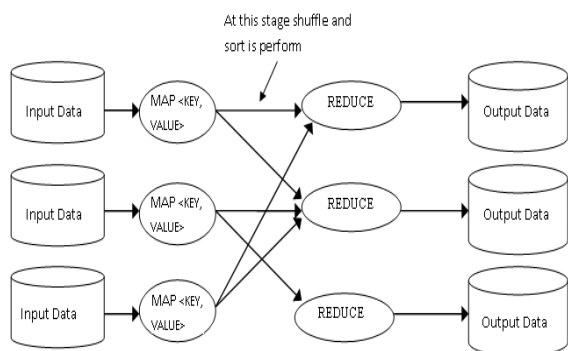 At this stage shuffle and
sort is perform
Input Data
MAP <KEY,
VALUE>
REDUCE
Output Data
Input Data
MAP <KEY,
VALUE>
REDUCE
Output Data
Input Data
MAP <KEY,
VALUE>
REDUCE
Output Data